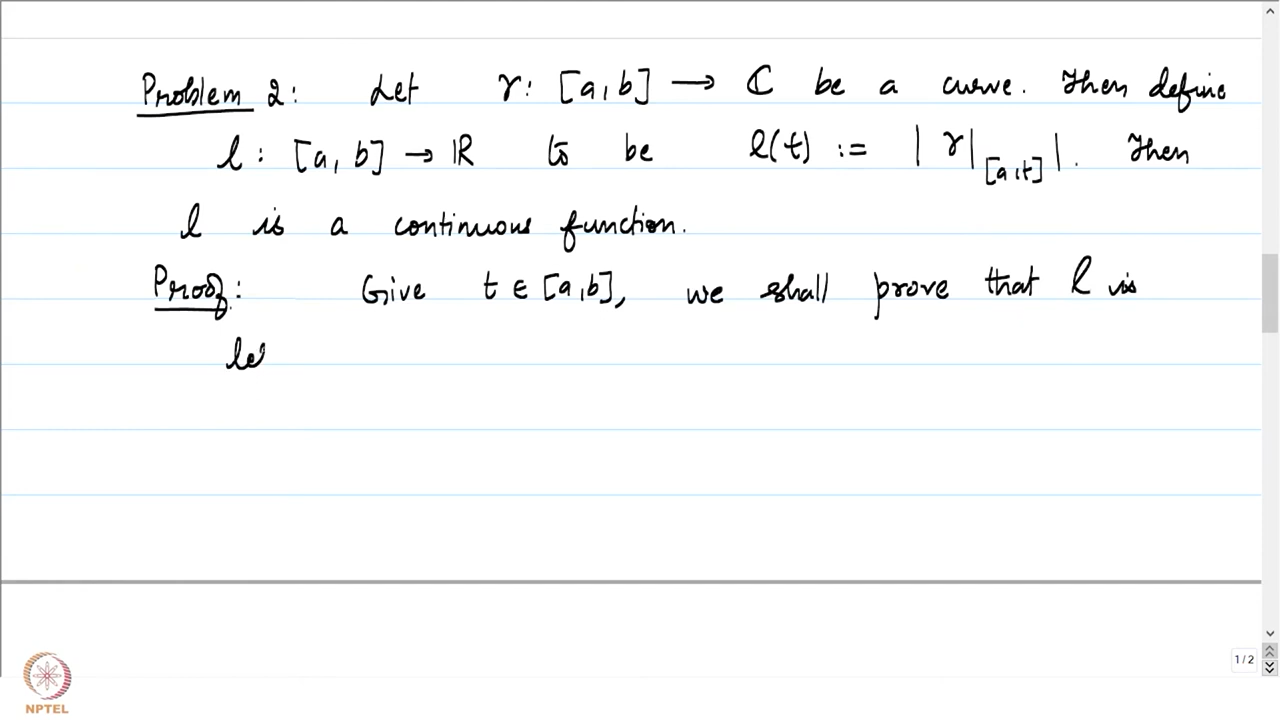 Problem 2: Let γ: [a,b] → ℂ be a curve. Then define
l: [a, b] → ℝ to be l(t) := |γ|_[a,t]|. Then
l is a continuous function.
Proof: Give t ∈ [a,b], we shall prove that l is
le
1/2
NPTEL